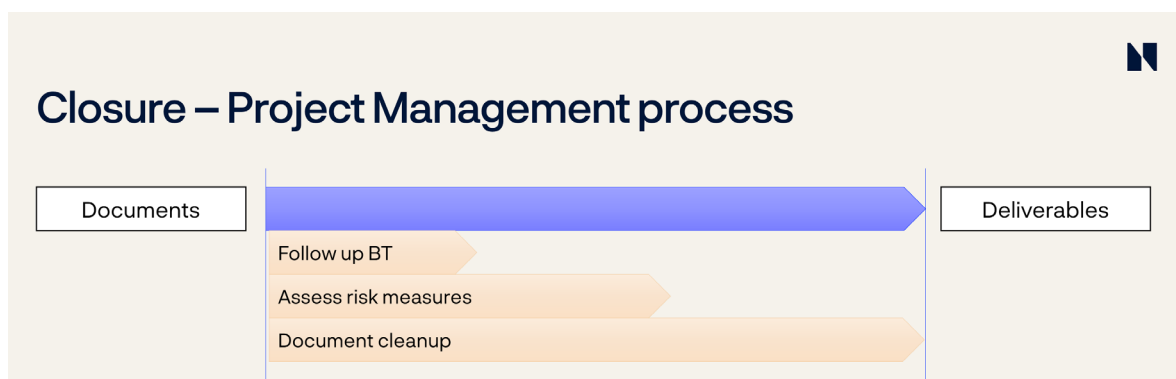 Closure – Project Management process
Documents
Deliverables
Follow up BT
Assess risk measures
Document cleanup